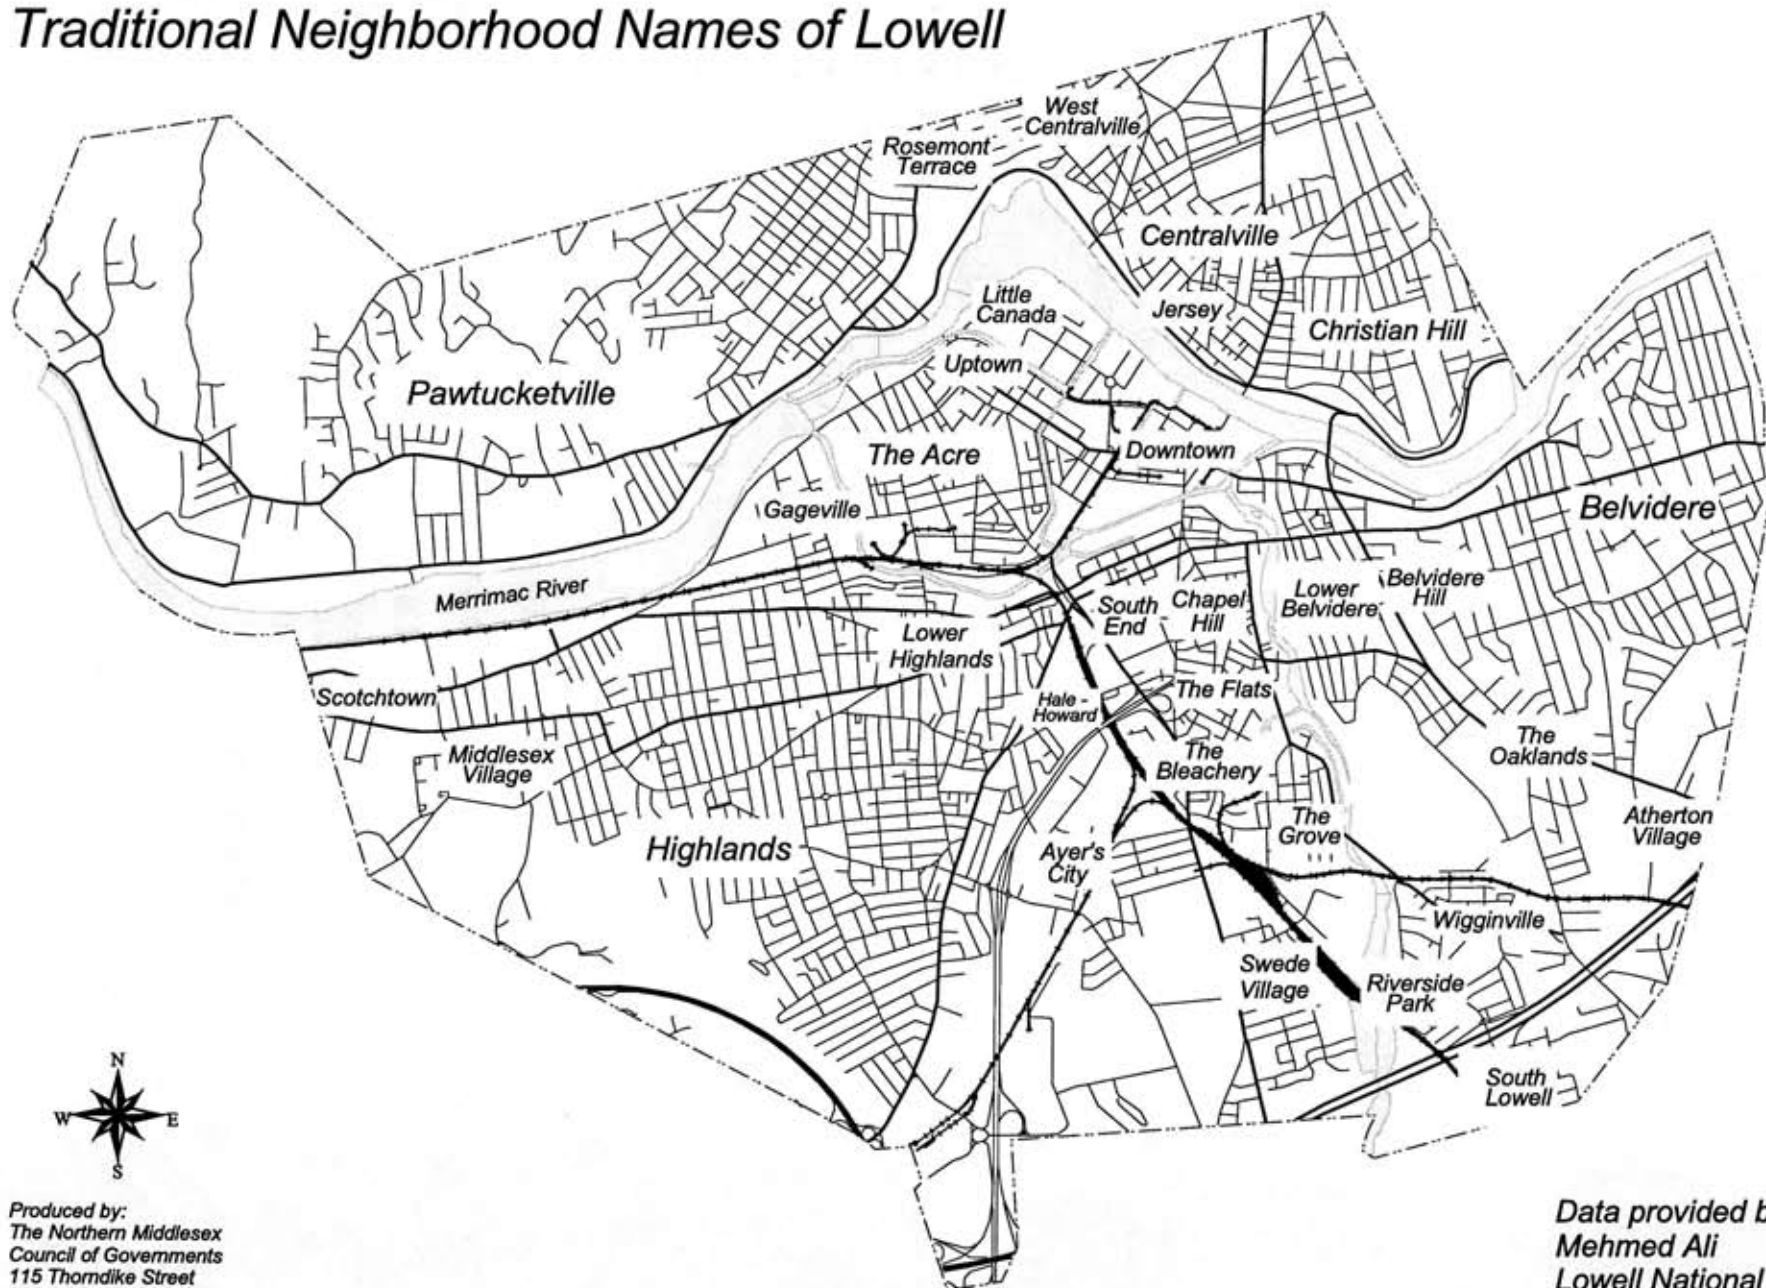 Traditional Neighborhood Names of Lowell
West
Centralville
Rosemont
Terrace
Centralville
Little
Canada
Jersey
Christian Hill
Uptown
Pawtucketville
The Acre
Downtown
Gageville
Belvidere
Merrimac River
Lower
Belvidere
Belvidere
Hill
South
End
Chapel
Hill
Lower
Highlands
Scotchtown
The Flats
Hale -
Howard
Middlesex
Village
The
Bleachery
The
Oaklands
The
Grove
Atherton
Village
Highlands
Ayer's
City
Wigginville
Swede
Village
Riverside
Park
South
Lowell
N
W E
S
Produced by:
The Northern Middlesex
Council of Governments
115 Thorndike Street
Data provided b
Mehmed Ali
Lowell National